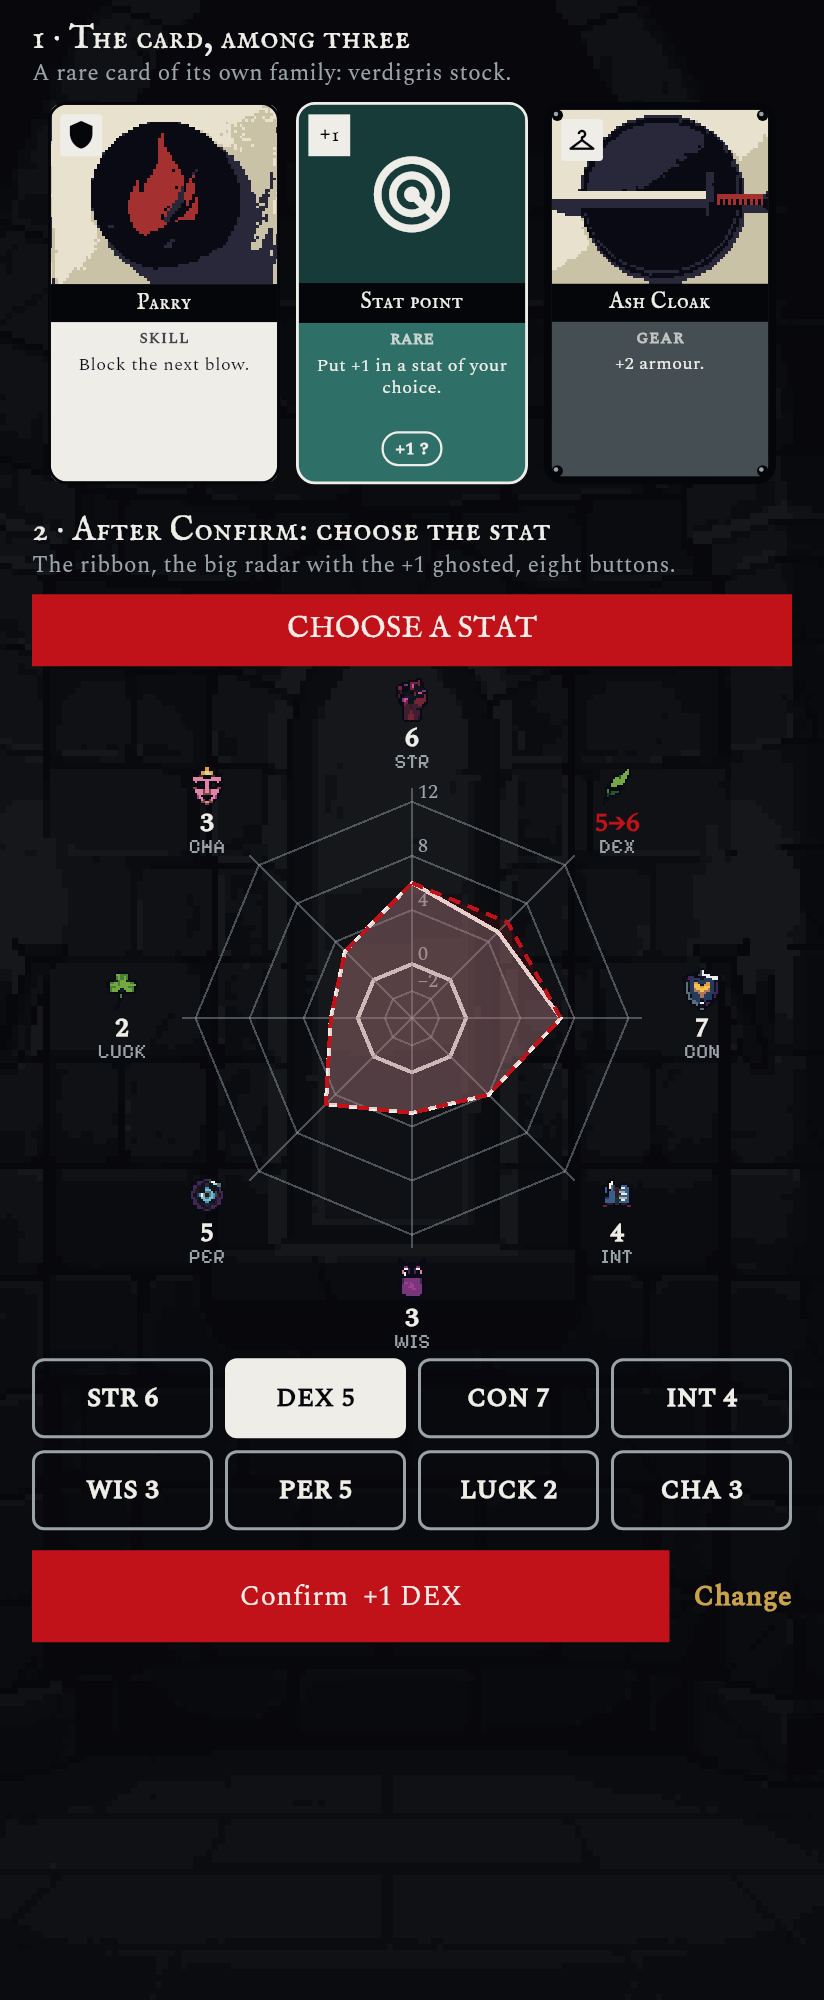 1 · The card, among three
A rare card of its own family: verdigris stock.
Parry
SKILL
Block the next blow.
+1
Stat point
RARE
Put +1 in a stat of your
choice.
+1 ?
Ash Cloak
GEAR
+2 armour.
2 · After Confirm: choose the stat
The ribbon, the big radar with the +1 ghosted, eight buttons.
CHOOSE A STAT
6
STR
3
CHA
5→6
DEX
12
8
4
0
−2
2
LUCK
7
CON
5
PER
4
INT
3
WIS
STR 6
DEX 5
CON 7
INT 4
WIS 3
PER 5
LUCK 2
CHA 3
Confirm +1 DEX
Change